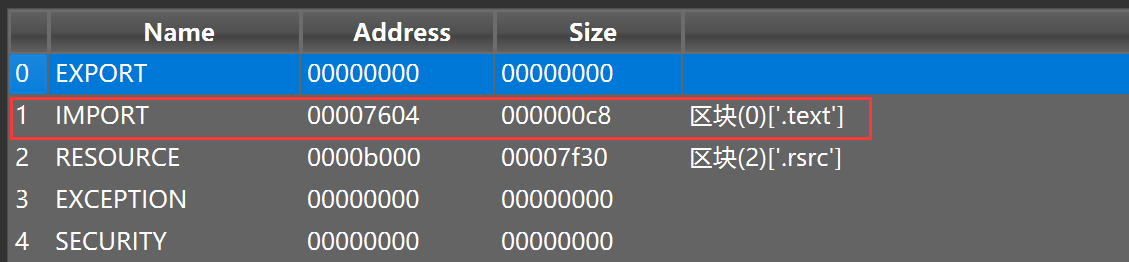 Name Address Size
0 EXPORT 00000000 00000000
1 IMPORT 00007604 000000c8 区块(0)['.text']
2 RESOURCE 0000b000 00007f30 区块(2)['.rsrc']
3 EXCEPTION 00000000 00000000
4 SECURITY 00000000 00000000